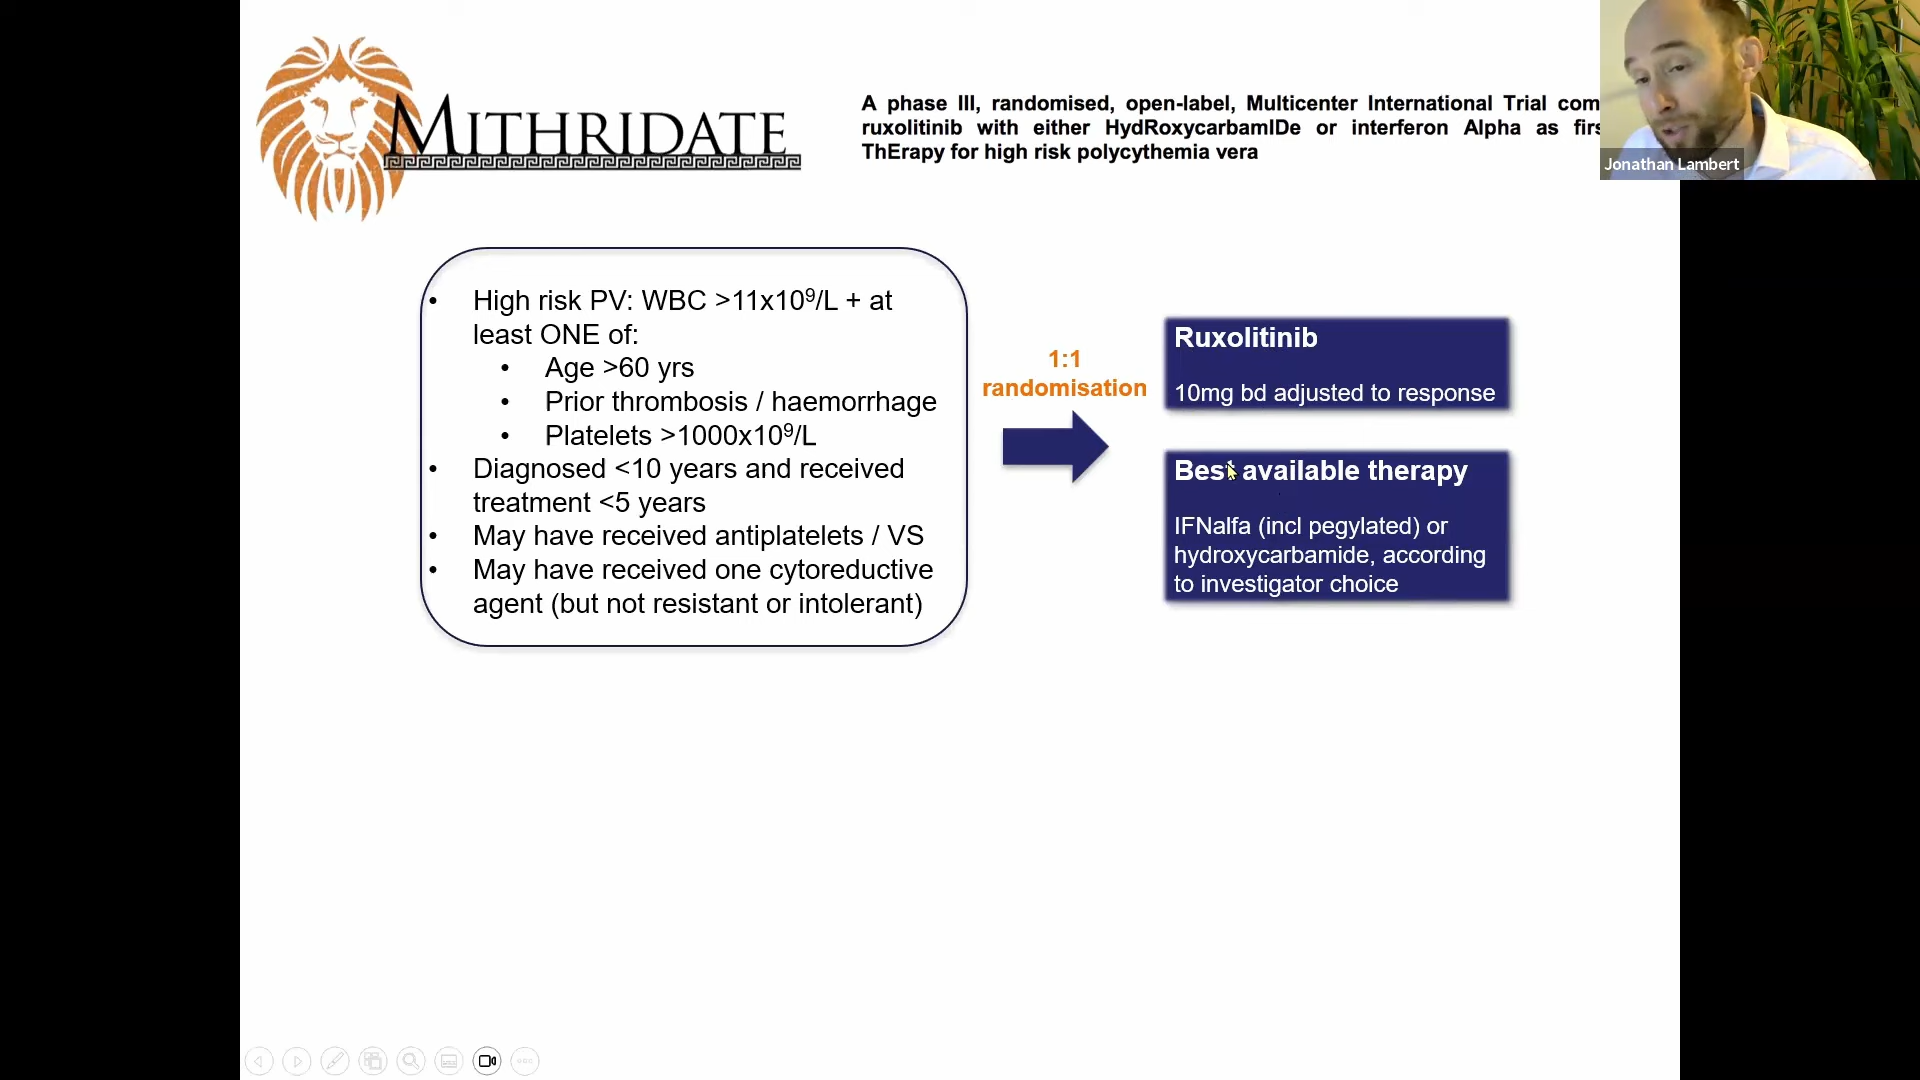 MITHRIDATE
A phase III, randomised, open-label, Multicenter International Trial com
ruxolitinib with either HydRoxycarbamIDe or interferon Alpha as firs
ThErapy for high risk polycythemia vera
Jonathan Lambert
• High risk PV: WBC >11x10⁹/L + at
least ONE of:
• Age >60 yrs
• Prior thrombosis / haemorrhage
• Platelets >1000x10⁹/L
• Diagnosed <10 years and received
treatment <5 years
• May have received antiplatelets / VS
• May have received one cytoreductive
agent (but not resistant or intolerant)
1:1
randomisation
Ruxolitinib
10mg bd adjusted to response
Best available therapy
IFNalfa (incl pegylated) or
hydroxycarbamide, according
to investigator choice